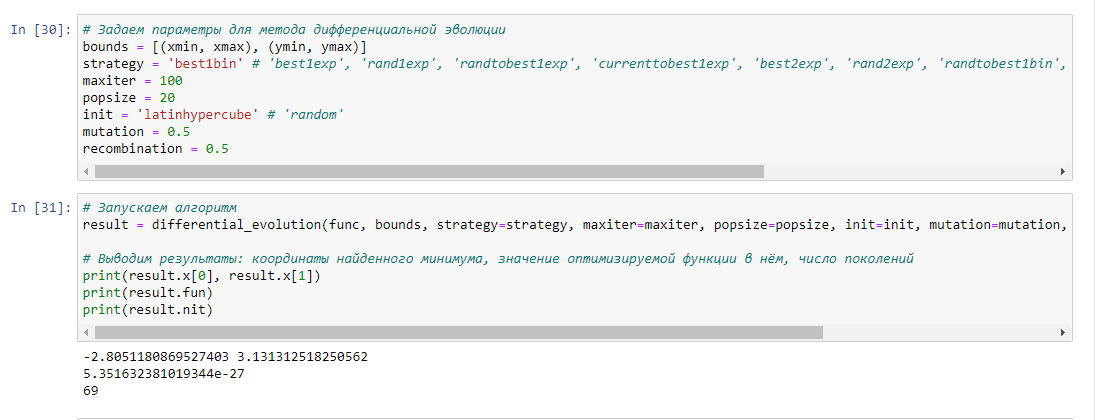 In [30]:
# Задаем параметры для метода дифференциальной эволюции
bounds = [(xmin, xmax), (ymin, ymax)]
strategy = 'best1bin' # 'best1exp', 'rand1exp', 'randtobest1exp', 'currenttobest1exp', 'best2exp', 'rand2exp', 'randtobest1bin',
maxiter = 100
popsize = 20
init = 'latinhypercube' # 'random'
mutation = 0.5
recombination = 0.5
In [31]:
# Запускаем алгоритм
result = differential_evolution(func, bounds, strategy=strategy, maxiter=maxiter, popsize=popsize, init=init, mutation=mutation,
# Выводим результаты: координаты найденного минимума, значение оптимизируемой функции в нём, число поколений
print(result.x[0], result.x[1])
print(result.fun)
print(result.nit)
-2.8051180869527403 3.131312518250562
5.351632381019344e-27
69